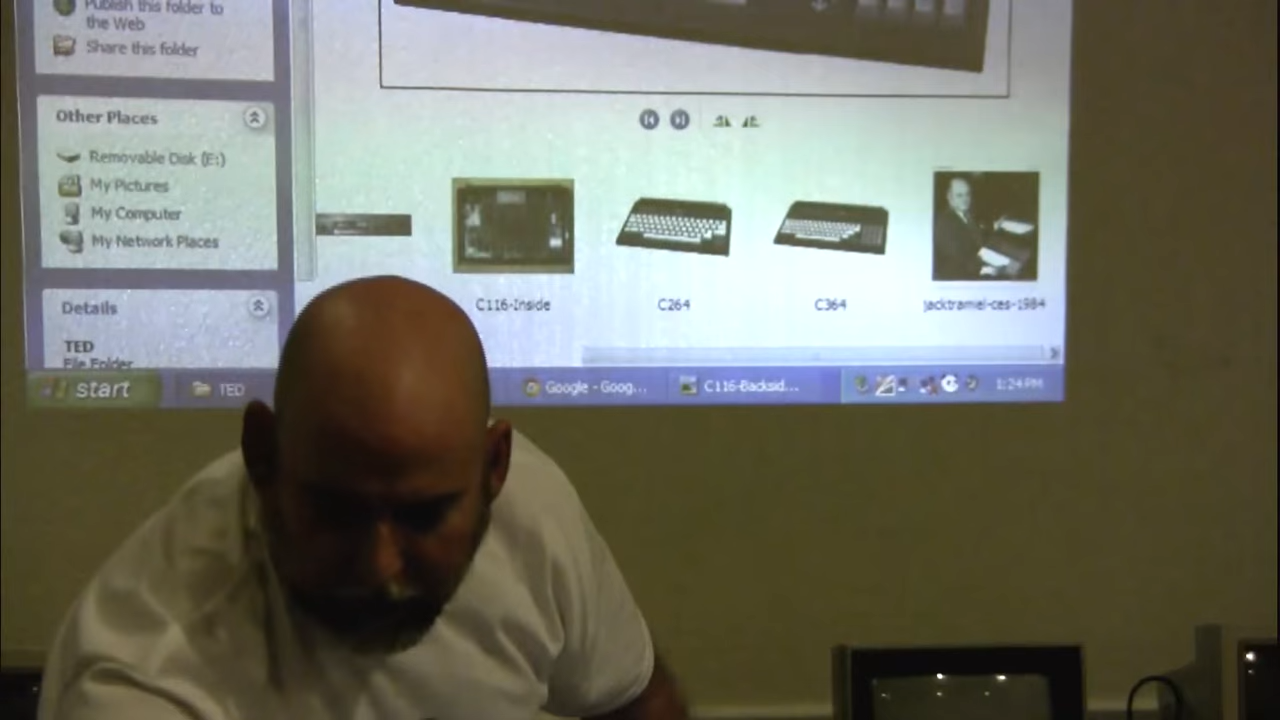 Publish this folder to
the Web
Share this folder
Other Places
Removable Disk (E:)
My Pictures
My Computer
My Network Places
Details
TED
File Folder
C116-Inside
C264
C364
jacktramiel-ces-1984
start
TED
Google - Goog...
C116-Backsid...
1:24 PM